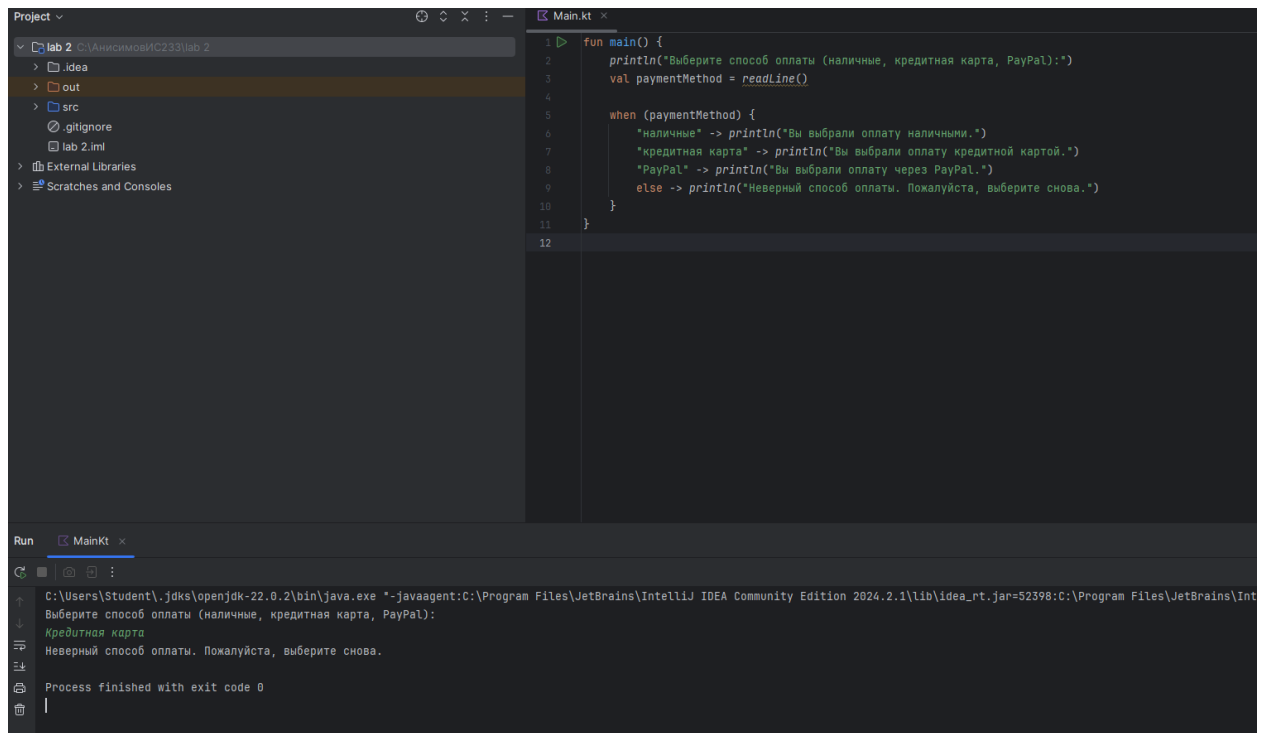 Project
lab 2 C:\АнисимовИС233\lab 2
.idea
out
src
.gitignore
lab 2.iml
External Libraries
Scratches and Consoles
Main.kt
1 fun main() {
2 println("Выберите способ оплаты (наличные, кредитная карта, PayPal):")
3 val paymentMethod = readLine()
4
5 when (paymentMethod) {
6 "наличные" -> println("Вы выбрали оплату наличными.")
7 "кредитная карта" -> println("Вы выбрали оплату кредитной картой.")
8 "PayPal" -> println("Вы выбрали оплату через PayPal.")
9 else -> println("Неверный способ оплаты. Пожалуйста, выберите снова.")
10 }
11 }
12
Run MainKt
C:\Users\Student\.jdks\openjdk-22.0.2\bin\java.exe "-javaagent:C:\Program Files\JetBrains\IntelliJ IDEA Community Edition 2024.2.1\lib\idea_rt.jar=52398:C:\Program Files\JetBrains\Int
Выберите способ оплаты (наличные, кредитная карта, PayPal):
Кредитная карта
Неверный способ оплаты. Пожалуйста, выберите снова.
Process finished with exit code 0